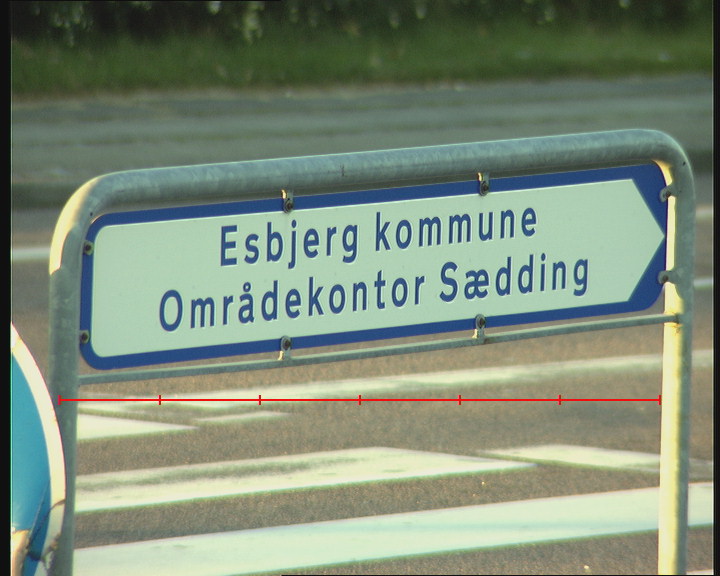 Esbjerg kommune
Områdekontor Sædding